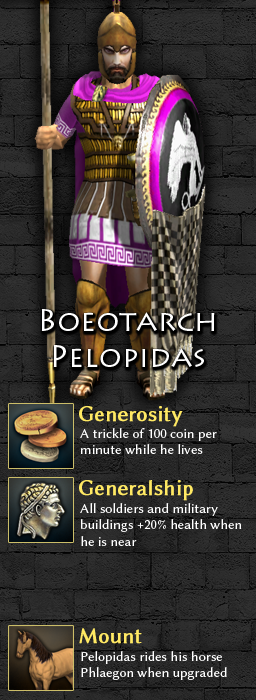 Boeotarch
Pelopidas
Generosity
A trickle of 100 coin per
minute while he lives
Generalship
All soldiers and military
buildings +20% health when
he is near
Mount
Pelopidas rides his horse
Phlaegon when upgraded